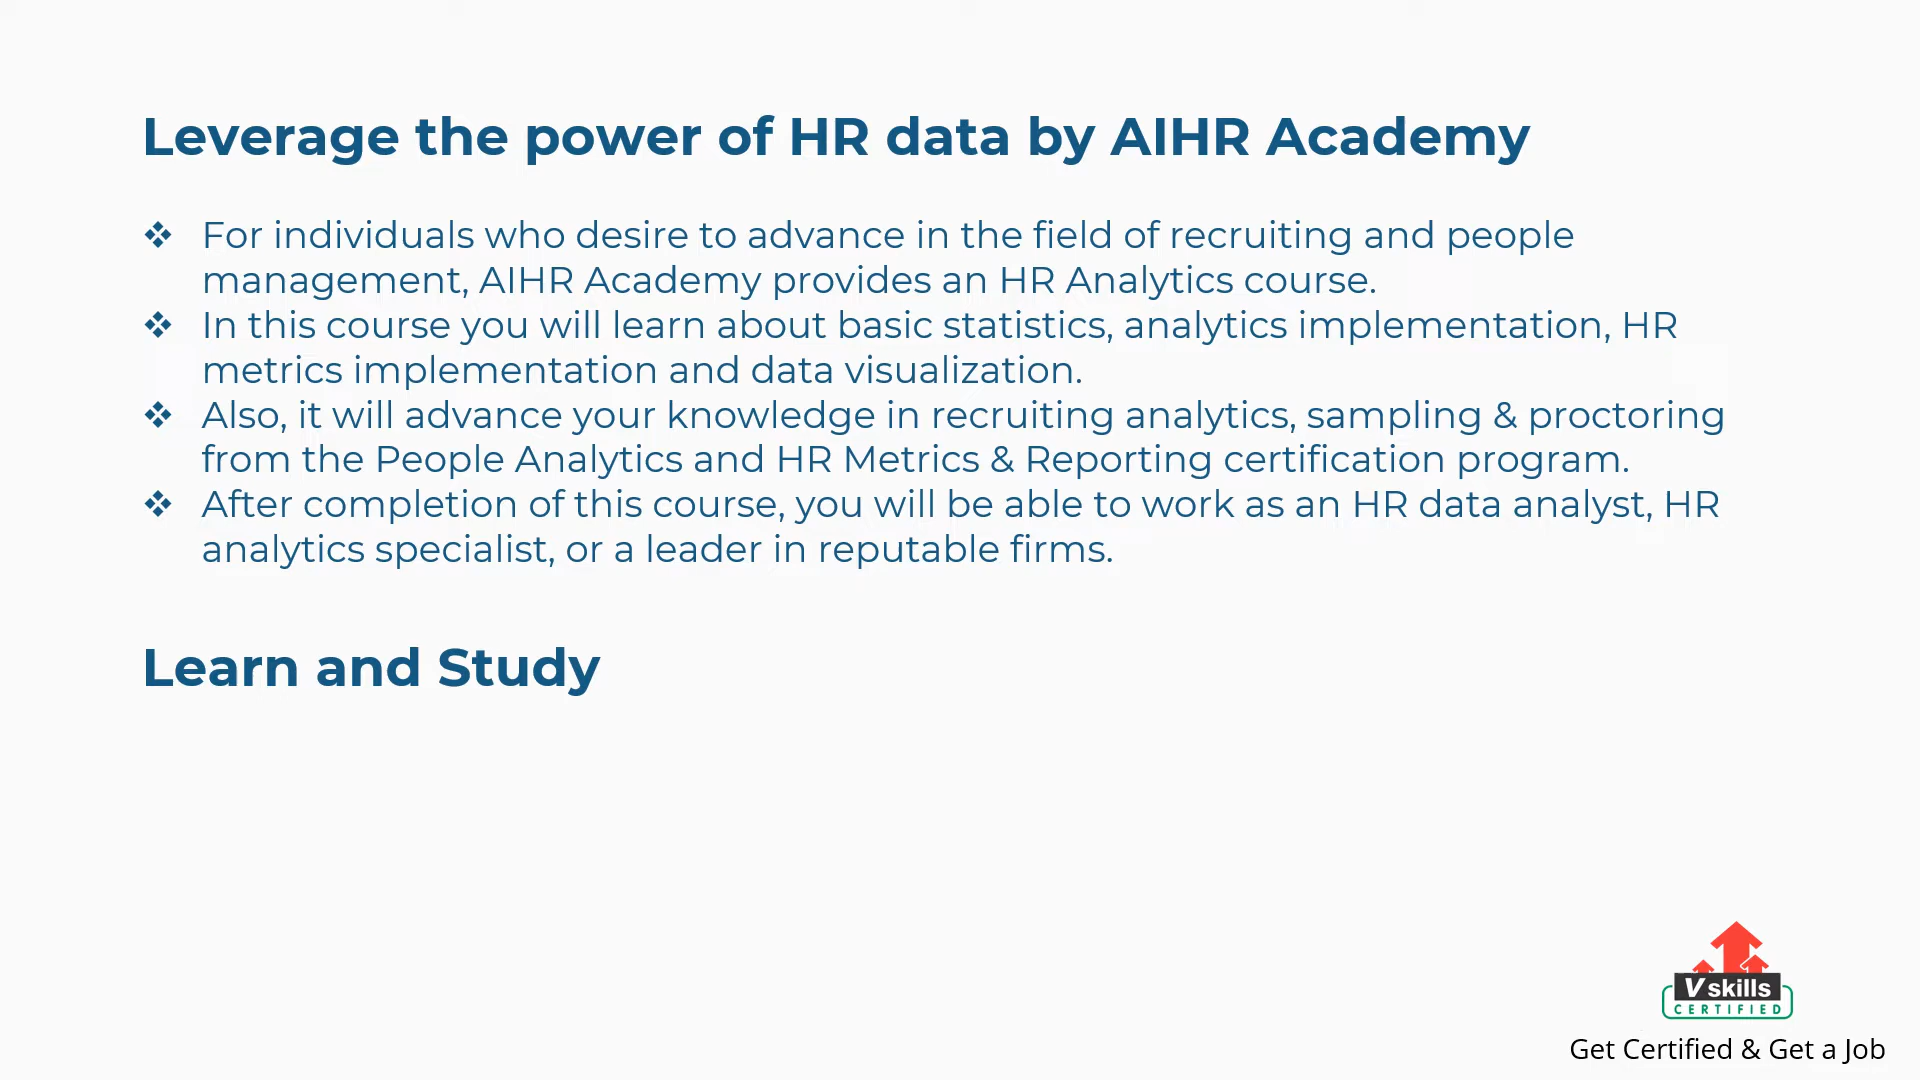 Leverage the power of HR data by AIHR Academy
❖ For individuals who desire to advance in the field of recruiting and people
management, AIHR Academy provides an HR Analytics course.
❖ In this course you will learn about basic statistics, analytics implementation, HR
metrics implementation and data visualization.
❖ Also, it will advance your knowledge in recruiting analytics, sampling & proctoring
from the People Analytics and HR Metrics & Reporting certification program.
❖ After completion of this course, you will be able to work as an HR data analyst, HR
analytics specialist, or a leader in reputable firms.
Learn and Study
Vskills
CERTIFIED
Get Certified & Get a Job